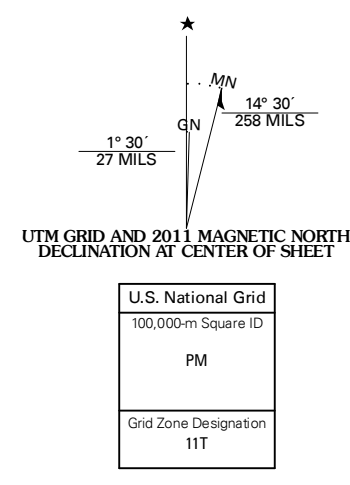 ★
MN
GN
14° 30´
258 MILS
1° 30´
27 MILS
UTM GRID AND 2011 MAGNETIC NORTH
DECLINATION AT CENTER OF SHEET
U.S. National Grid
100,000-m Square ID
PM
Grid Zone Designation
11T